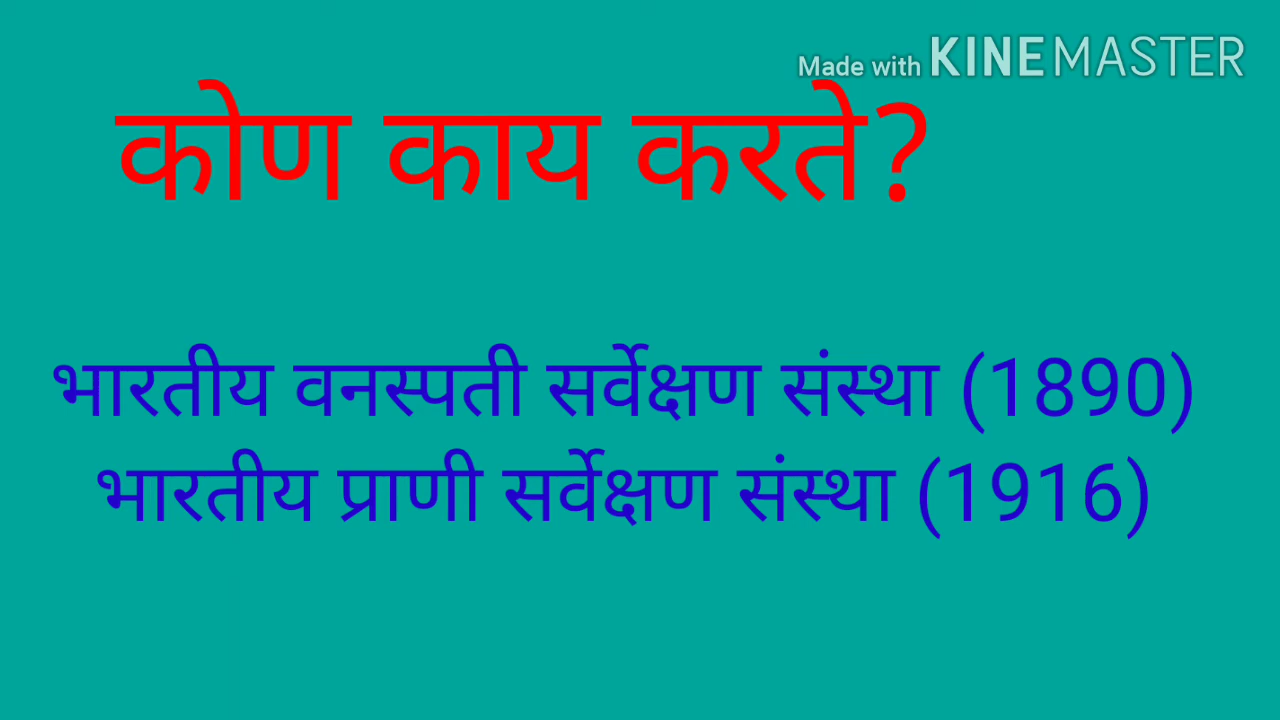 Made with KINEMASTER
कोण काय करते?
भारतीय वनस्पती सर्वेक्षण संस्था (1890)
भारतीय प्राणी सर्वेक्षण संस्था (1916)